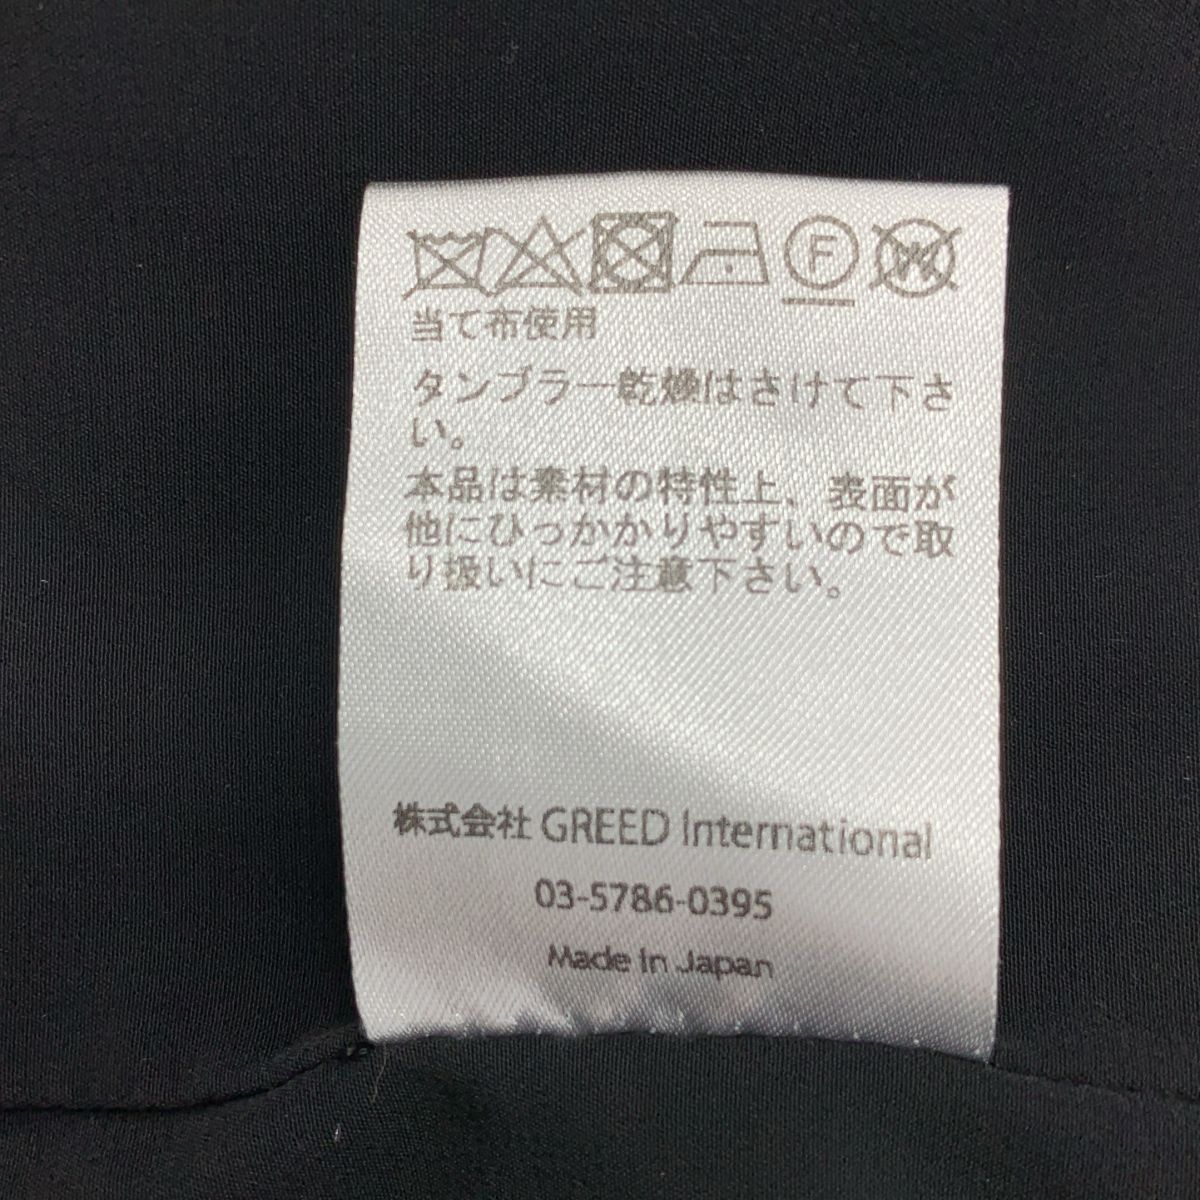 F W
当て布使用
タンブラー乾燥はさけて下さ
い。
本品は素材の特性上、表面が
他にひっかかりやすいので取
り扱いにご注意下さい。
株式会社 GREED International
03-5786-0395
Made in Japan